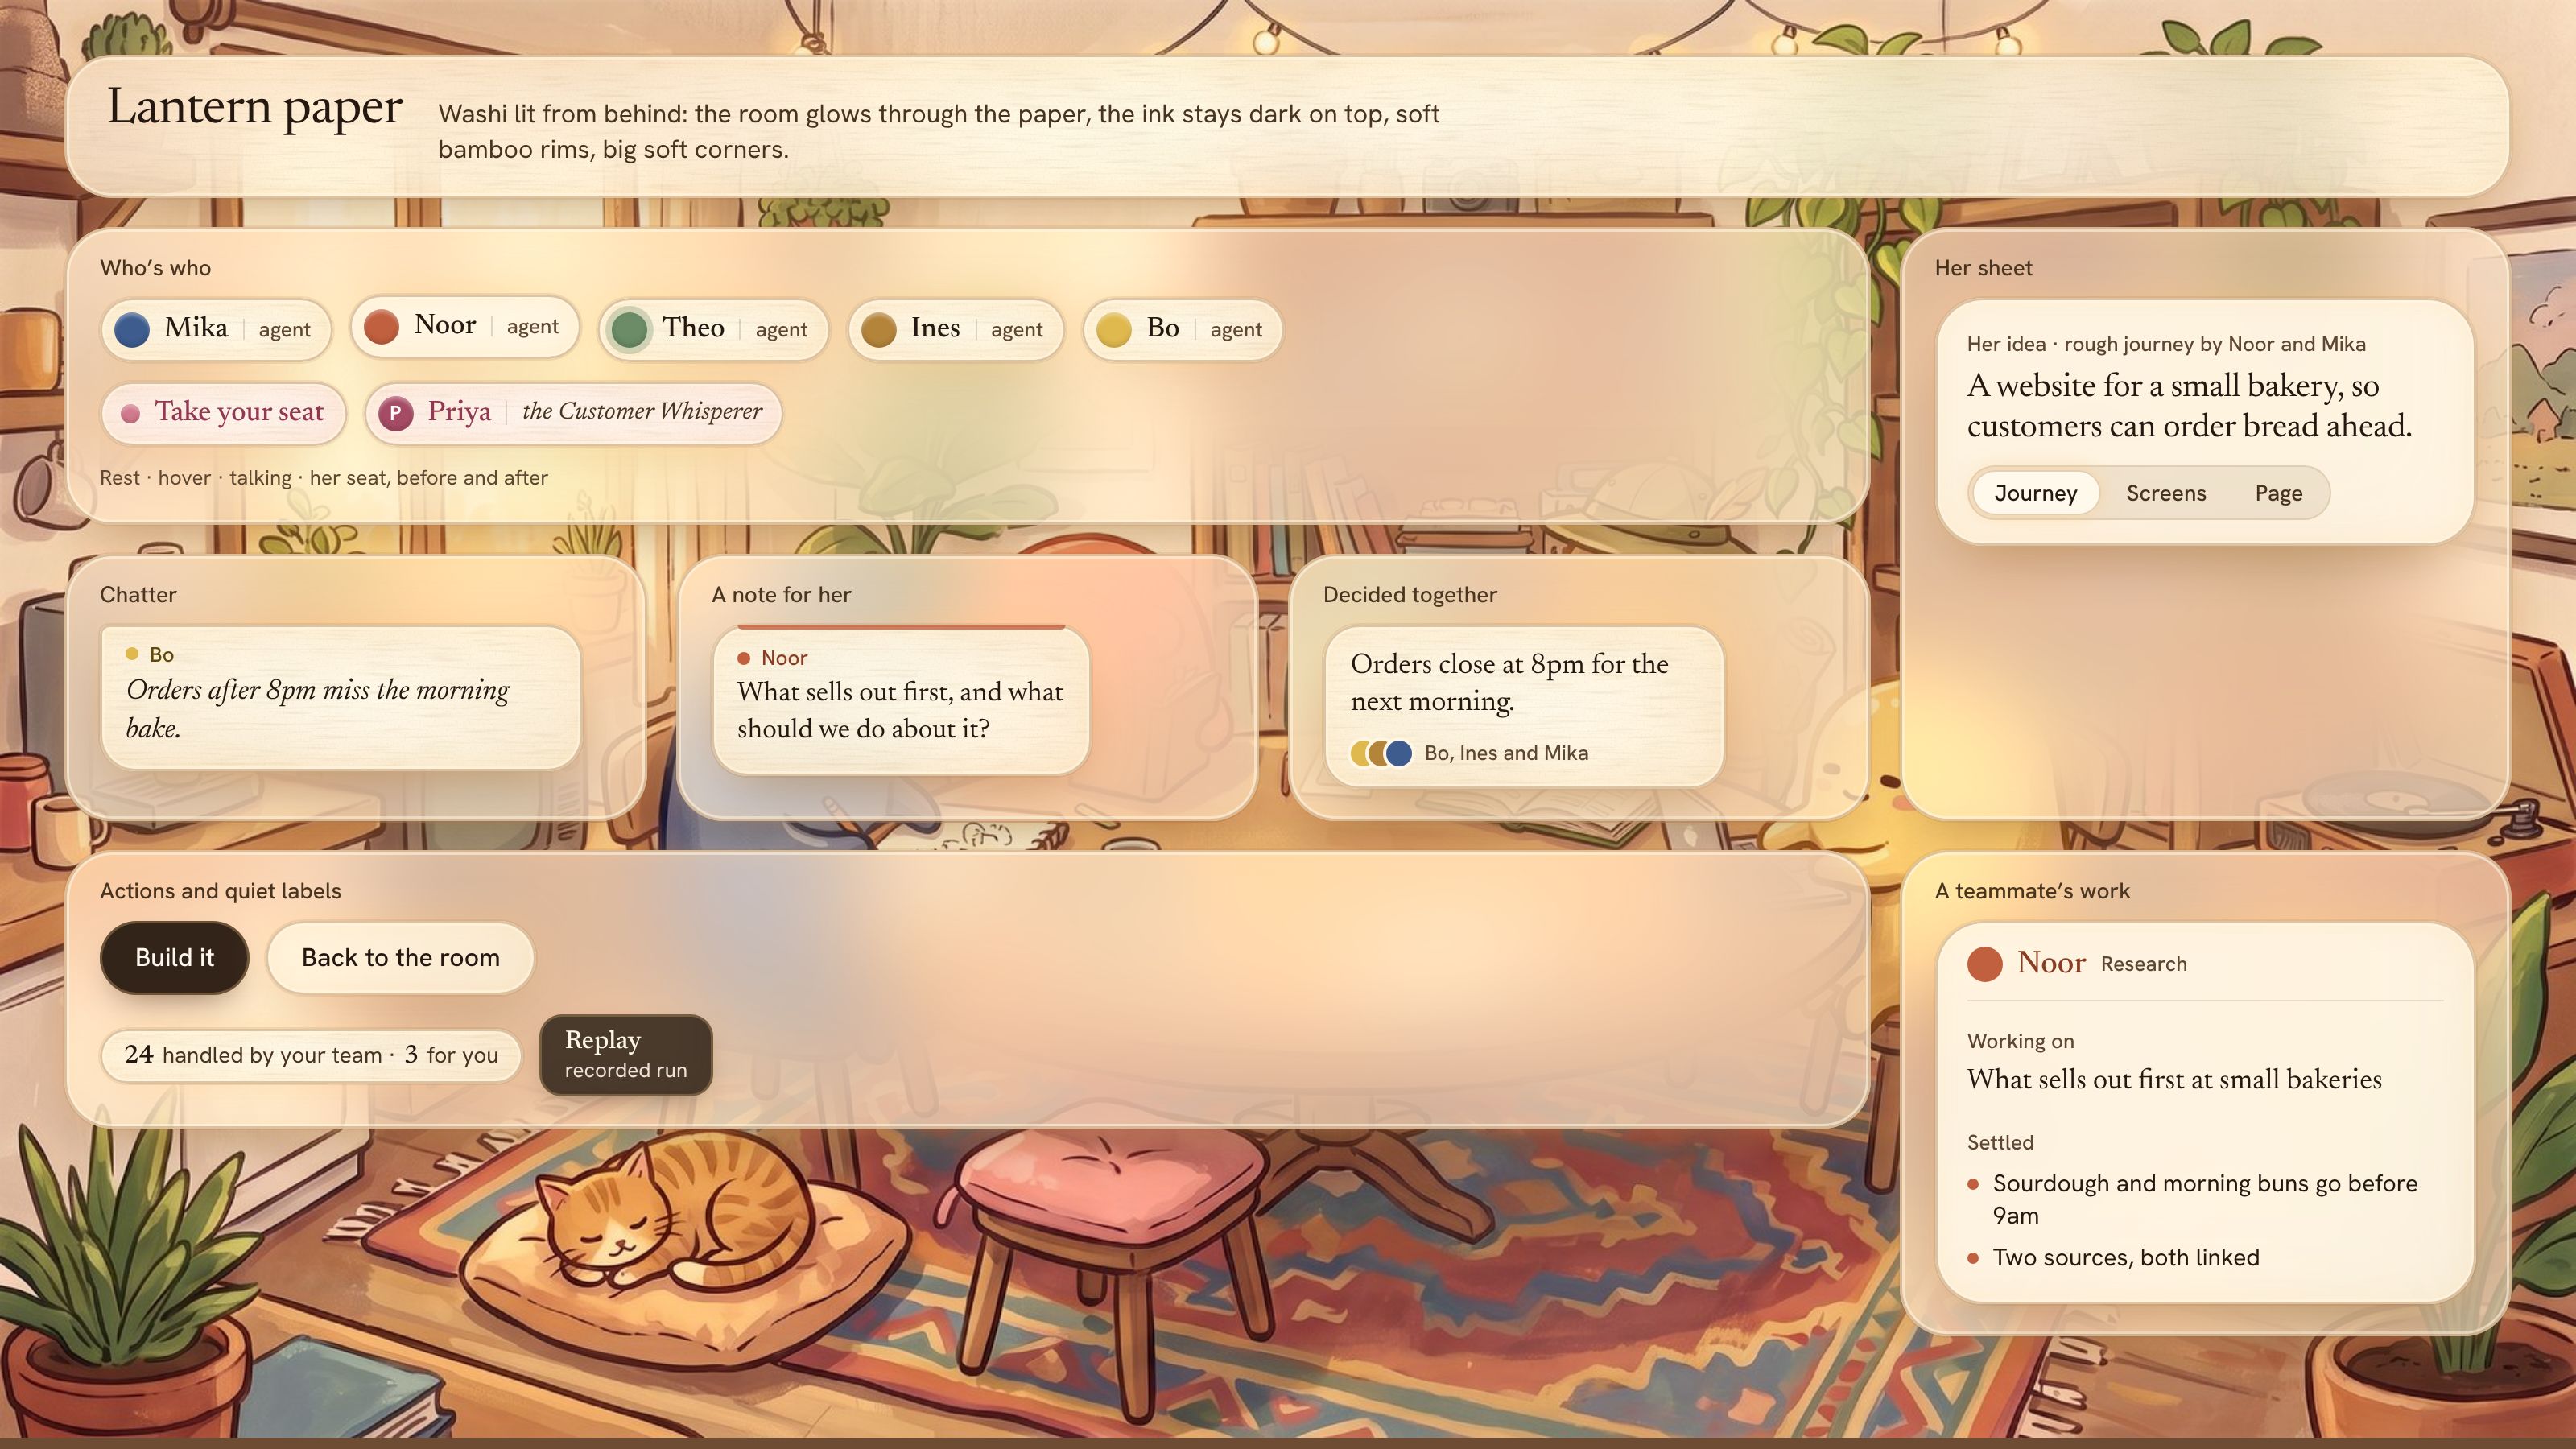 Lantern paper
Washi lit from behind: the room glows through the paper, the ink stays dark on top, soft
bamboo rims, big soft corners.
Who's who
Mika agent
Noor agent
Theo agent
Ines agent
Bo agent
Take your seat
P Priya the Customer Whisperer
Rest · hover · talking · her seat, before and after
Her sheet
Her idea · rough journey by Noor and Mika
A website for a small bakery, so
customers can order bread ahead.
Journey Screens Page
Chatter
Bo
Orders after 8pm miss the morning
bake.
A note for her
Noor
What sells out first, and what
should we do about it?
Decided together
Orders close at 8pm for the
next morning.
Bo, Ines and Mika
Actions and quiet labels
Build it
Back to the room
24 handled by your team · 3 for you
Replay
recorded run
A teammate's work
Noor Research
Working on
What sells out first at small bakeries
Settled
Sourdough and morning buns go before
9am
Two sources, both linked